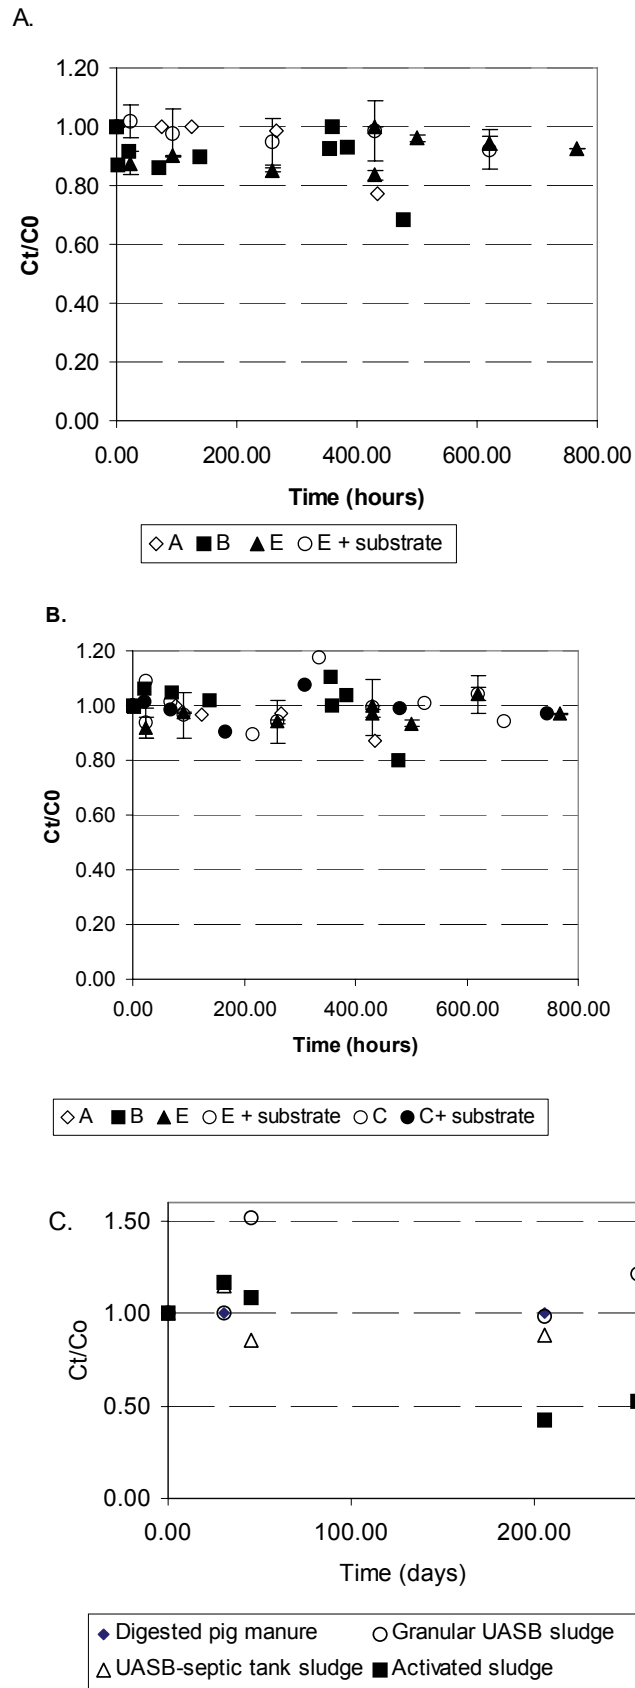 A.
1.20
1.00
0.80
0.60
0.40
0.20
0.00
Ct/C0
0.00 200.00 400.00 600.00 800.00
Time (hours)
A B E E + substrate
B.
1.20
1.00
0.80
0.60
0.40
0.20
0.00
Ct/C0
0.00 200.00 400.00 600.00 800.00
Time (hours)
A B E E + substrate C C+ substrate
C.
1.50
1.00
0.50
0.00
Ct/Co
0.00 100.00 200.00
Time (days)
Digested pig manure Granular UASB sludge
UASB-septic tank sludge Activated sludge